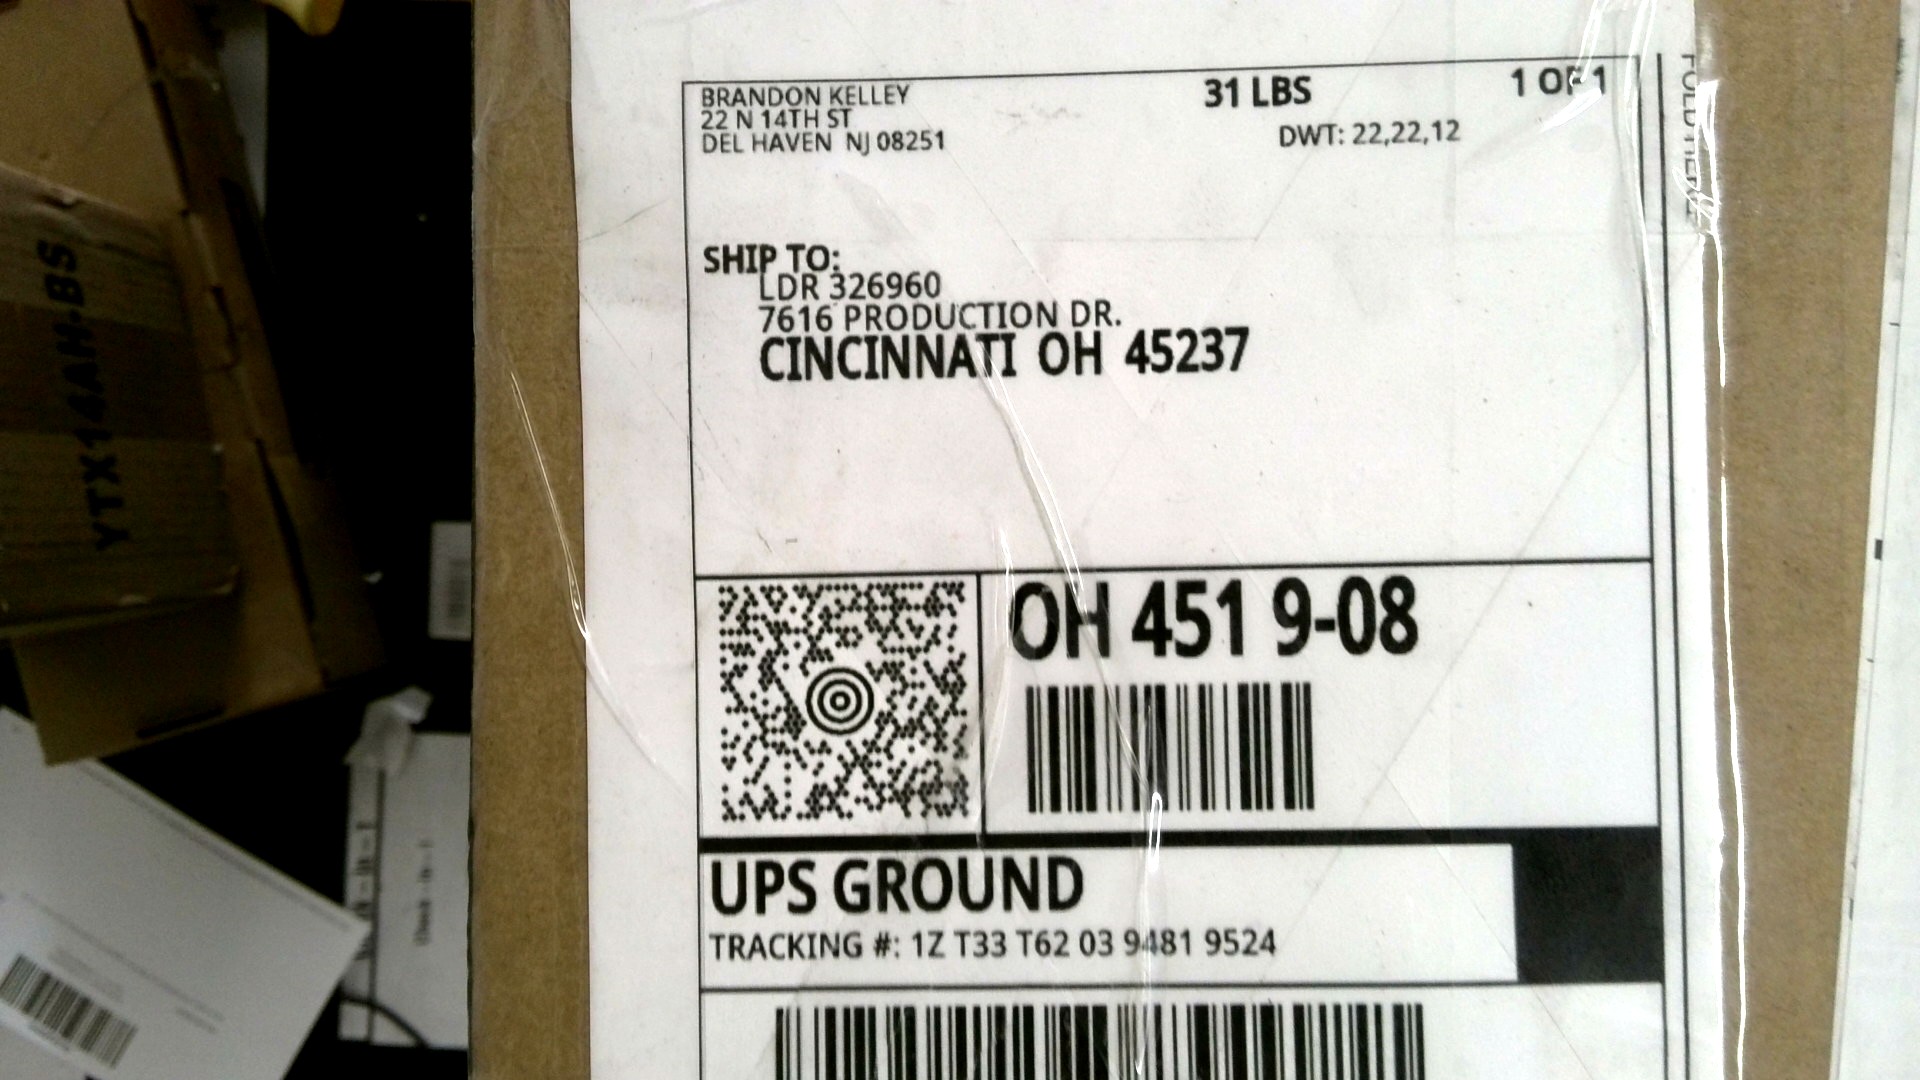 BRANDON KELLEY
22 N 14TH ST
DEL HAVEN NJ 08251
31 LBS
1 OF 1
DWT: 22,22,12
FOLD HERE
SHIP TO:
LDR 326960
7616 PRODUCTION DR.
CINCINNATI OH 45237
OH 451 9-08
UPS GROUND
TRACKING #: 1Z T33 T62 03 9481 9524
YTX14AH-BS